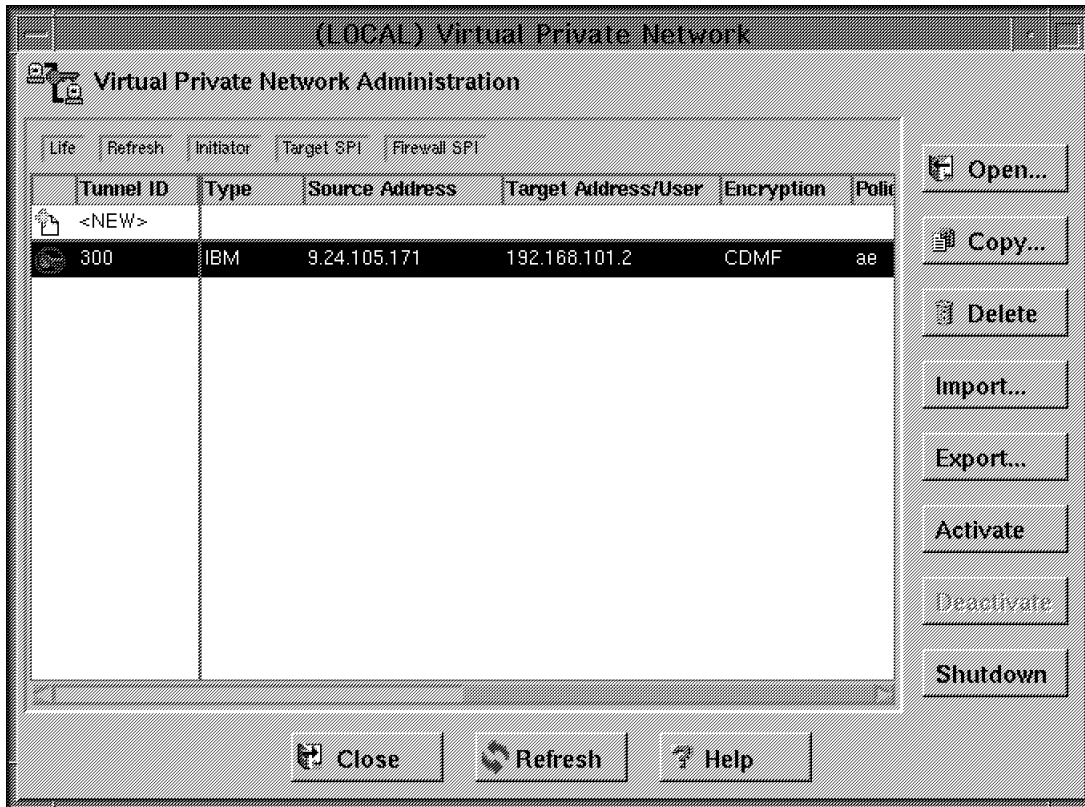 (LOCAL) Virtual Private Network
Virtual Private Network Administration
Life Refresh Initiator Target SPI Firewall SPI
Tunnel ID Type Source Address Target Address/User Encryption Polic
<NEW>
300 IBM 9.24.105.171 192.168.101.2 CDMF ae
Open...
Copy...
Delete
Import...
Export...
Activate
Deactivate
Shutdown
Close Refresh Help